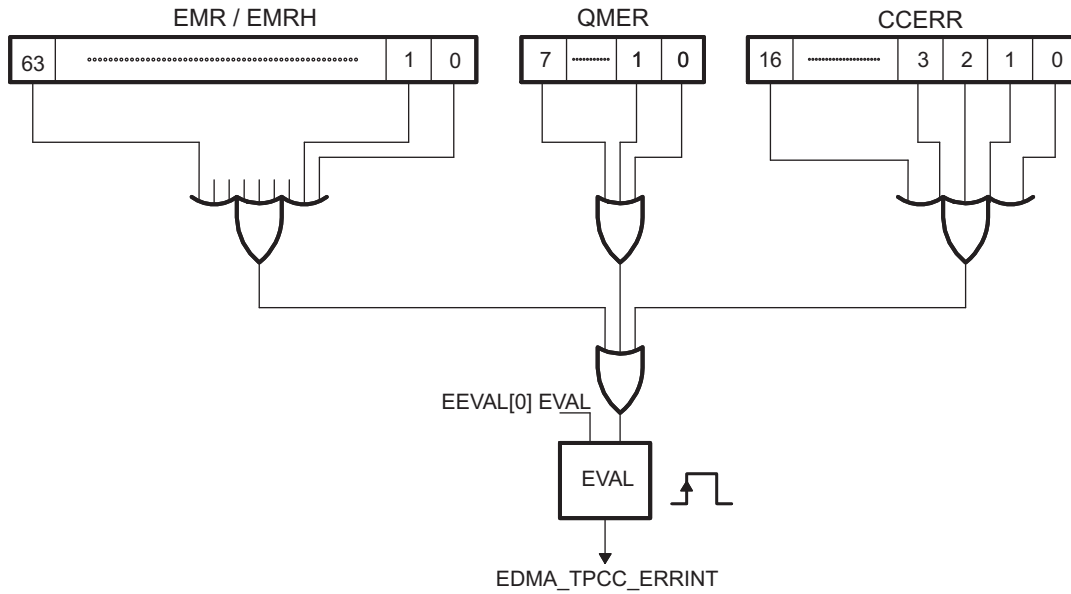 EMR / EMRH QMER CCERR
63 1 0 7 1 0 16 3 2 1 0
EEVAL[0] EVAL
EVAL
EDMA_TPCC_ERRINT